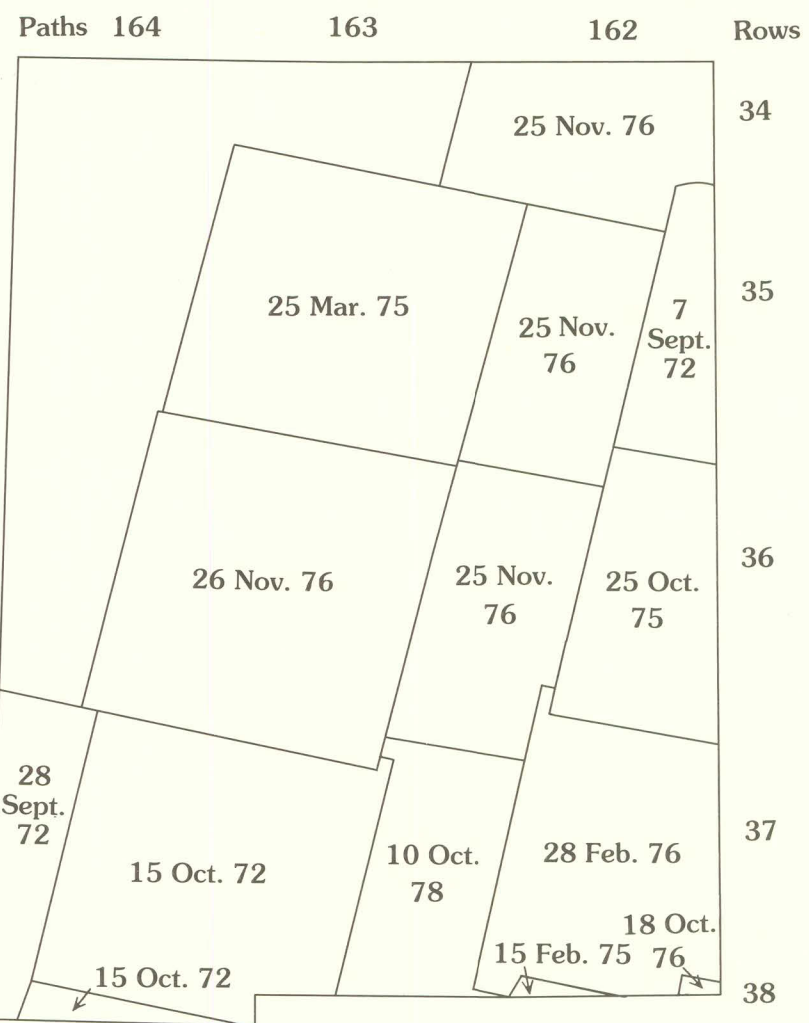 Paths 164 163 162 Rows
34
25 Nov. 76
35
25 Mar. 75
25 Nov.
76
7
Sept.
72
36
26 Nov. 76
25 Nov.
76
25 Oct.
75
37
28
Sept.
72
15 Oct. 72
10 Oct.
78
28 Feb. 76
18 Oct.
76
15 Feb. 75
15 Oct. 72
38